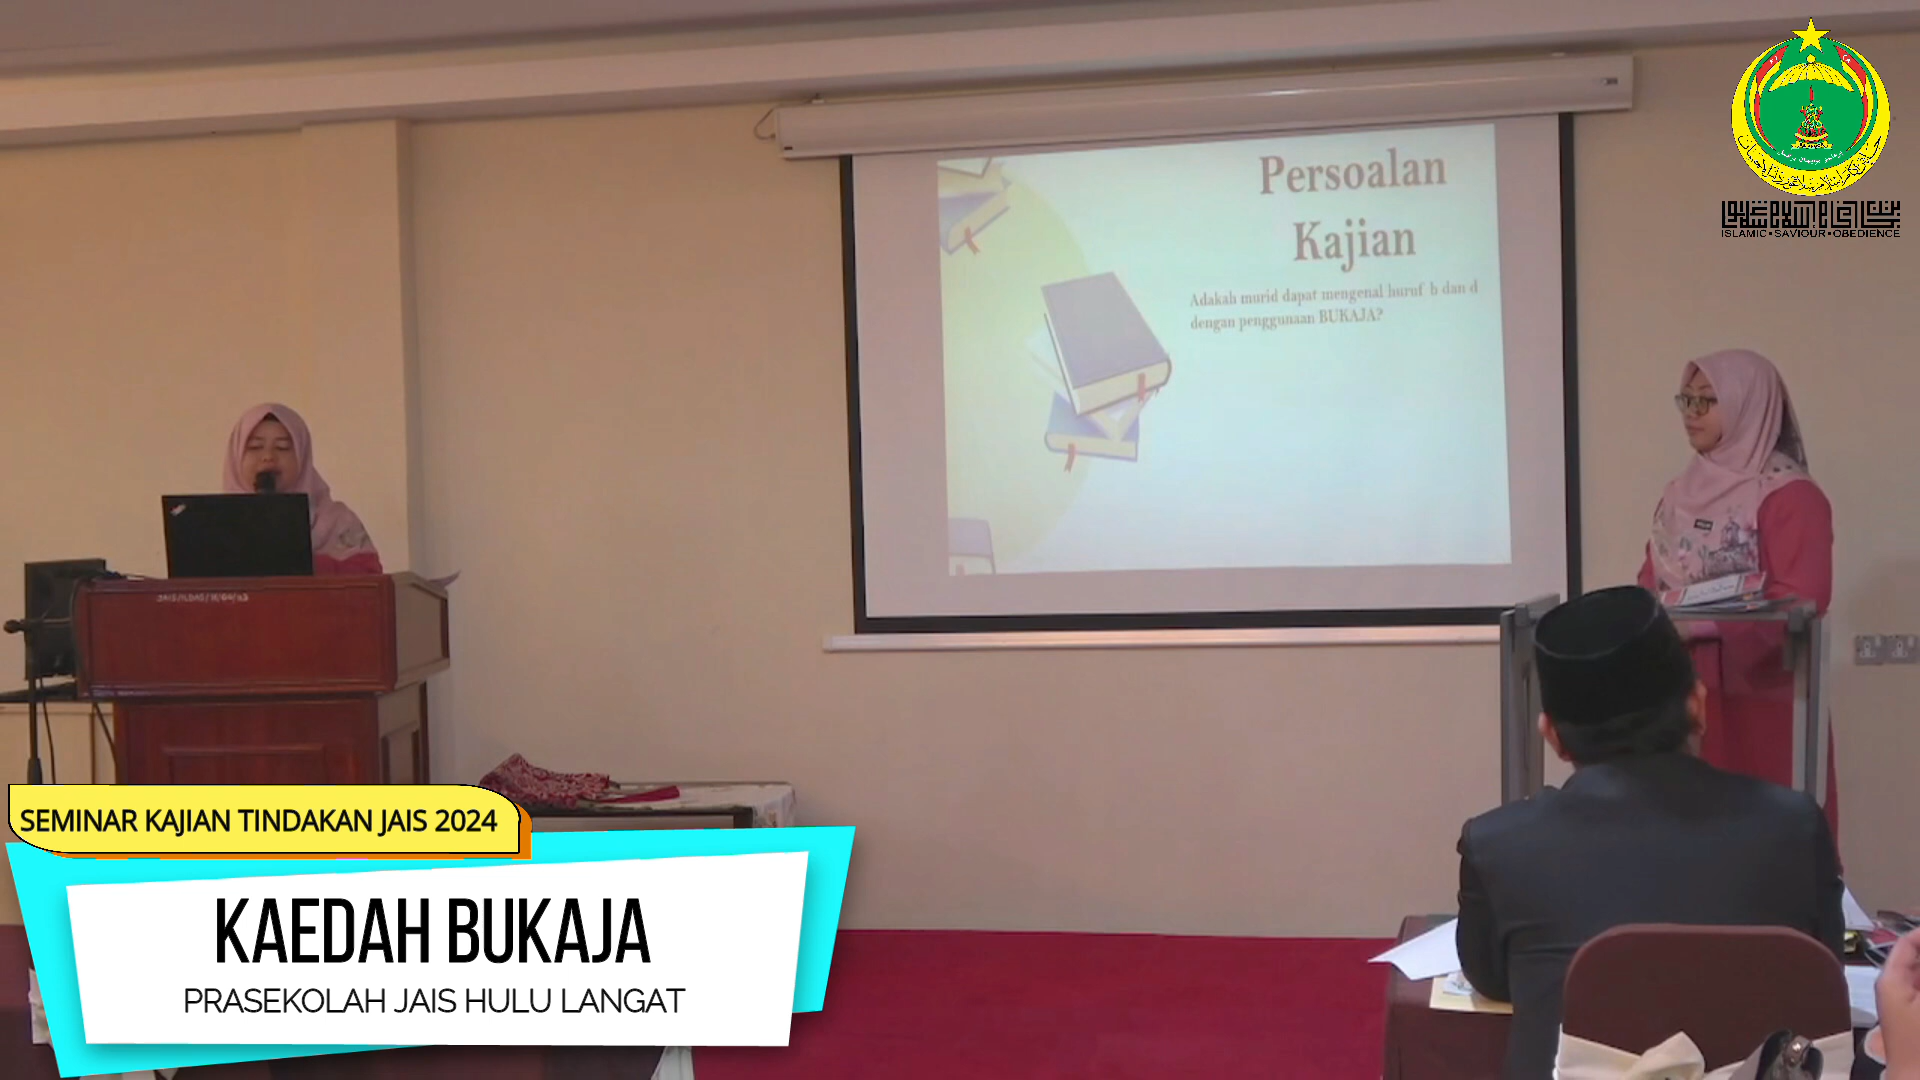 Persoalan
Kajian
Adakah murid dapat mengenal huruf b dan d
dengan penggunaan BUKAJA?
ISLAMIC•SAVIOUR•OBEDIENCE
SEMINAR KAJIAN TINDAKAN JAIS 2024
KAEDAH BUKAJA
PRASEKOLAH JAIS HULU LANGAT